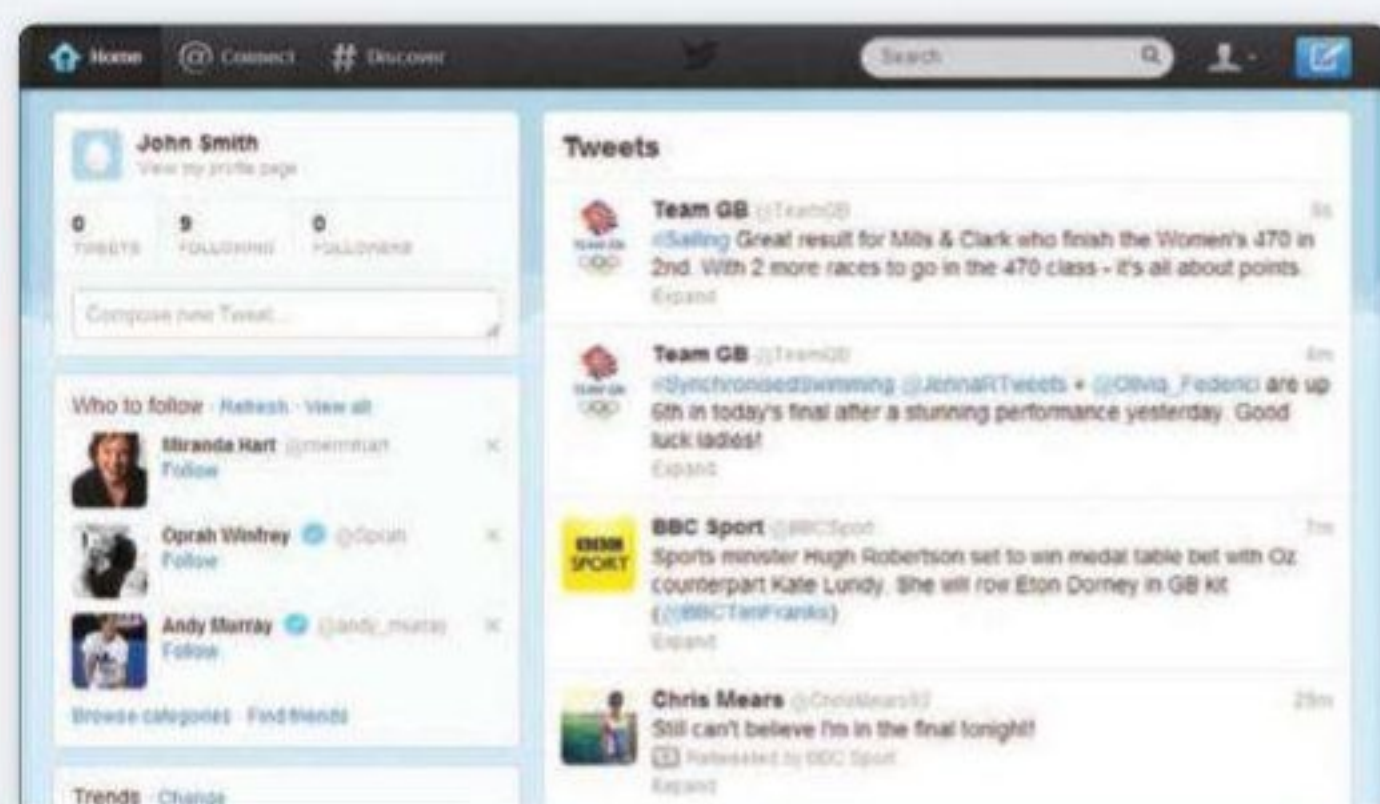 Home @ Connect # Discover Search
John Smith
View my profile page
0 9 0
TWEETS FOLLOWING FOLLOWERS
Compose new Tweet...
Who to follow · Refresh · View all
Miranda Hart ×
Follow
Oprah Winfrey @Oprah ×
Follow
Andy Murray @andy_murray ×
Follow
Browse categories · Find friends
Trends · Change
Tweets
Team GB @TeamGB
#Sailing Great result for Mills & Clark who finish the Women's 470 in
2nd. With 2 more races to go in the 470 class - it's all about points.
Expand
Team GB @TeamGB
#SynchronisedSwimming @JennaRTweets + @Olivia_Federici are up
6th in today's final after a stunning performance yesterday. Good
luck ladies!
Expand
BBC SPORT
BBC Sport @BBCSport 7m
Sports minister Hugh Robertson set to win medal table bet with Oz
counterpart Kate Lundy. She will row Eton Dorney in GB kit
(@BBCTomFranks)
Expand
Chris Mears
Still can't believe I'm in the final tonight!
Retweeted by BBC Sport
Expand